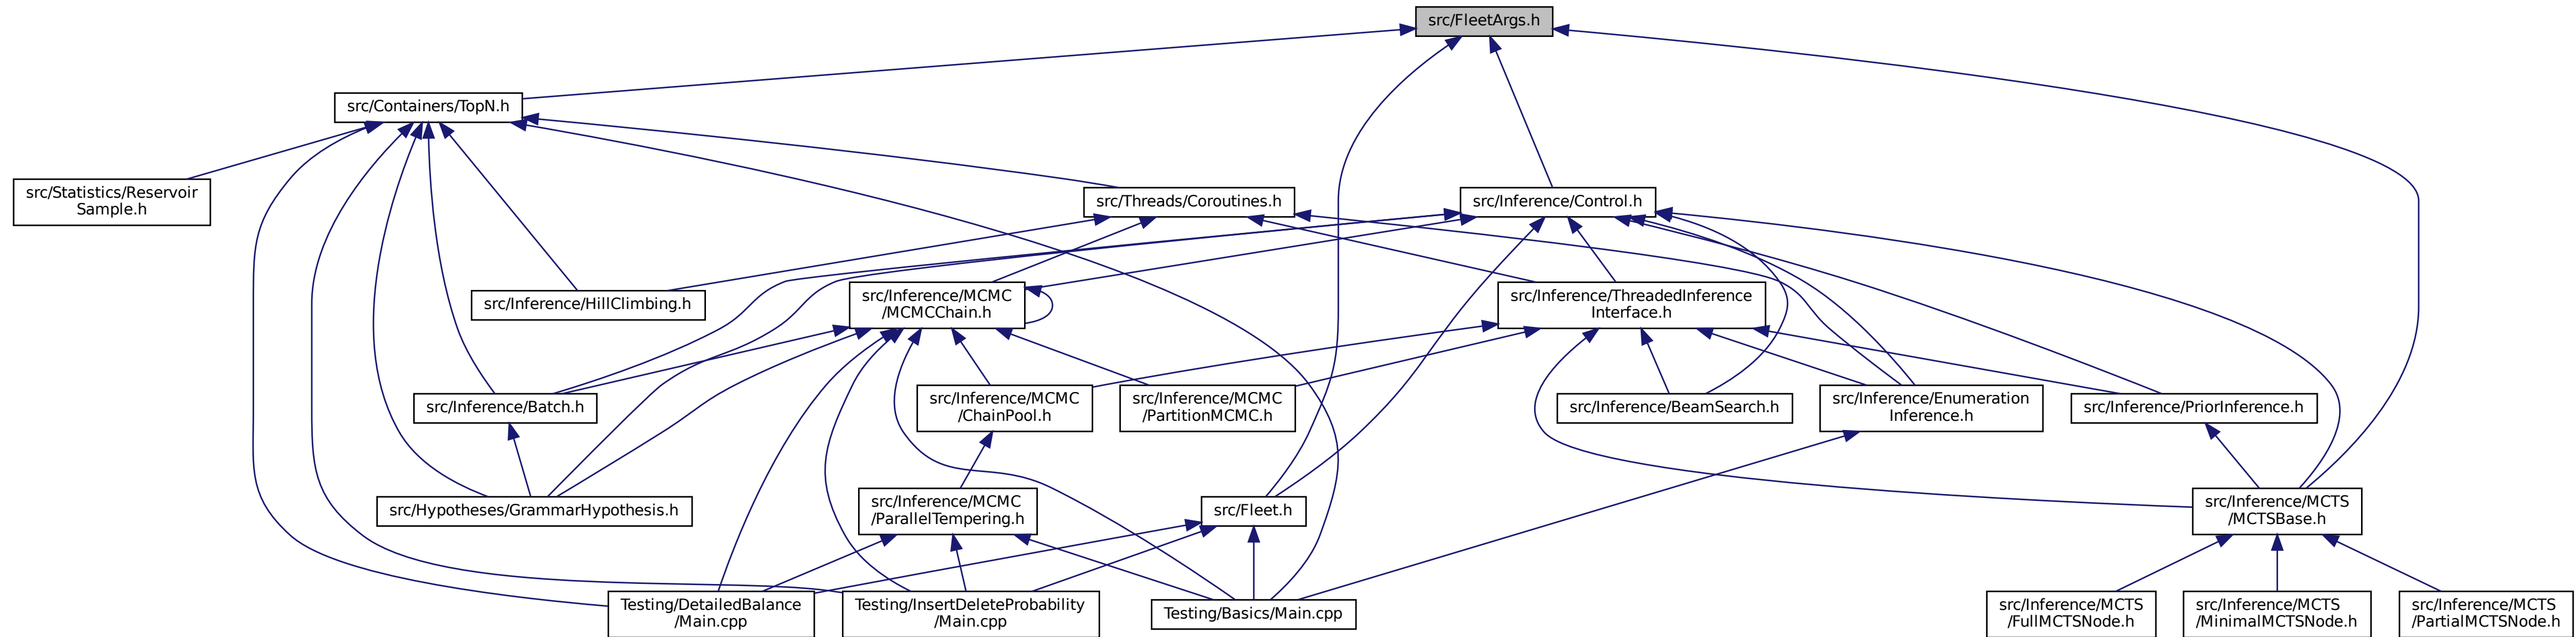 src/FleetArgs.h
src/Containers/TopN.h
src/Statistics/Reservoir
Sample.h
src/Threads/Coroutines.h
src/Inference/Control.h
src/Inference/HillClimbing.h
src/Inference/MCMC
/MCMCChain.h
src/Inference/ThreadedInference
Interface.h
src/Inference/Batch.h
src/Inference/MCMC
/ChainPool.h
src/Inference/MCMC
/PartitionMCMC.h
src/Inference/BeamSearch.h
src/Inference/Enumeration
Inference.h
src/Inference/PriorInference.h
src/Hypotheses/GrammarHypothesis.h
src/Inference/MCMC
/ParallelTempering.h
src/Fleet.h
src/Inference/MCTS
/MCTSBase.h
Testing/DetailedBalance
/Main.cpp
Testing/InsertDeleteProbability
/Main.cpp
Testing/Basics/Main.cpp
src/Inference/MCTS
/FullMCTSNode.h
src/Inference/MCTS
/MinimalMCTSNode.h
src/Inference/MCTS
/PartialMCTSNode.h